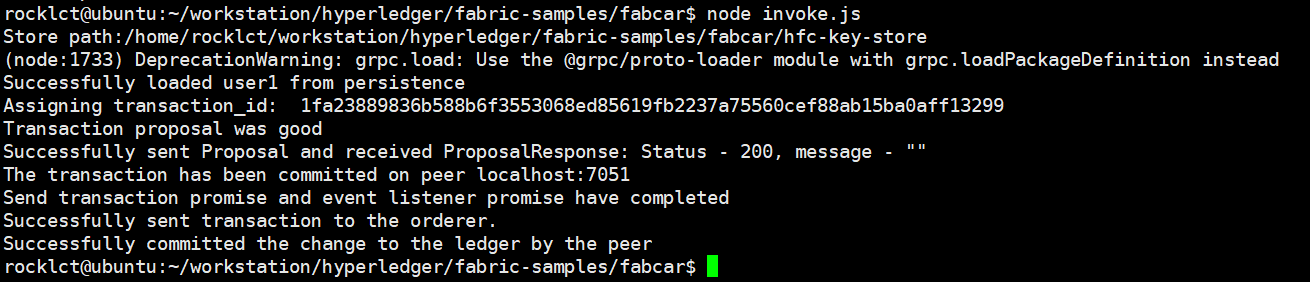 rocklct@ubuntu:~/workstation/hyperledger/fabric-samples/fabcar$ node invoke.js
Store path:/home/rocklct/workstation/hyperledger/fabric-samples/fabcar/hfc-key-store
(node:1733) DeprecationWarning: grpc.load: Use the @grpc/proto-loader module with grpc.loadPackageDefinition instead
Successfully loaded user1 from persistence
Assigning transaction_id:  1fa23889836b588b6f3553068ed85619fb2237a75560cef88ab15ba0aff13299
Transaction proposal was good
Successfully sent Proposal and received ProposalResponse: Status - 200, message - ""
The transaction has been committed on peer localhost:7051
Send transaction promise and event listener promise have completed
Successfully sent transaction to the orderer.
Successfully committed the change to the ledger by the peer
rocklct@ubuntu:~/workstation/hyperledger/fabric-samples/fabcar$